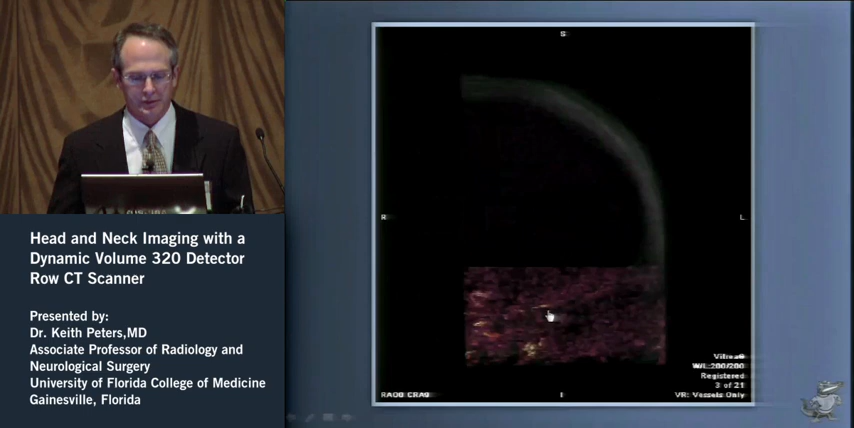 Head and Neck Imaging with a
Dynamic Volume 320 Detector
Row CT Scanner
Presented by:
Dr. Keith Peters,MD
Associate Professor of Radiology and
Neurological Surgery
University of Florida College of Medicine
Gainesville, Florida
S
R
L
Vitrea®
W/L:200/200
Registered
3 of 21
RAO0 CRA0
I
VR: Vessels Only